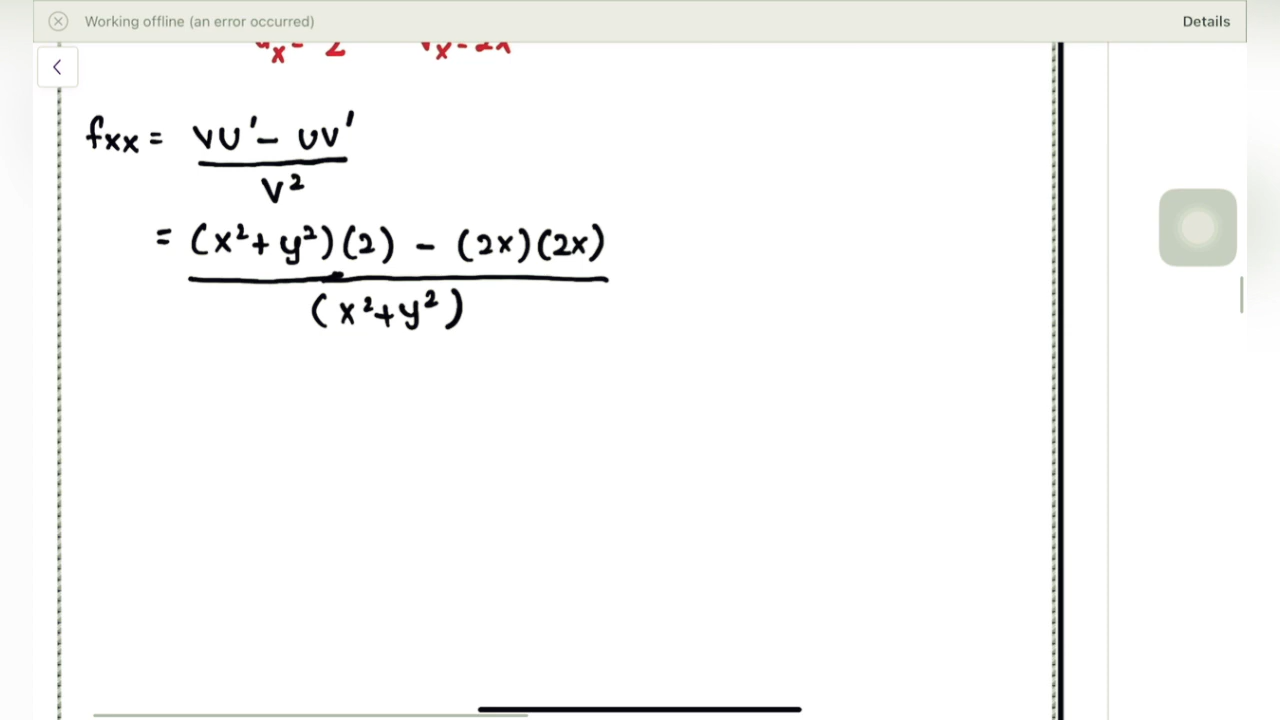 Working offline (an error occurred) Details
fxx = vu' - uv'
v²
= (x² + y²)(2) - (2x)(2x)
(x² + y²)